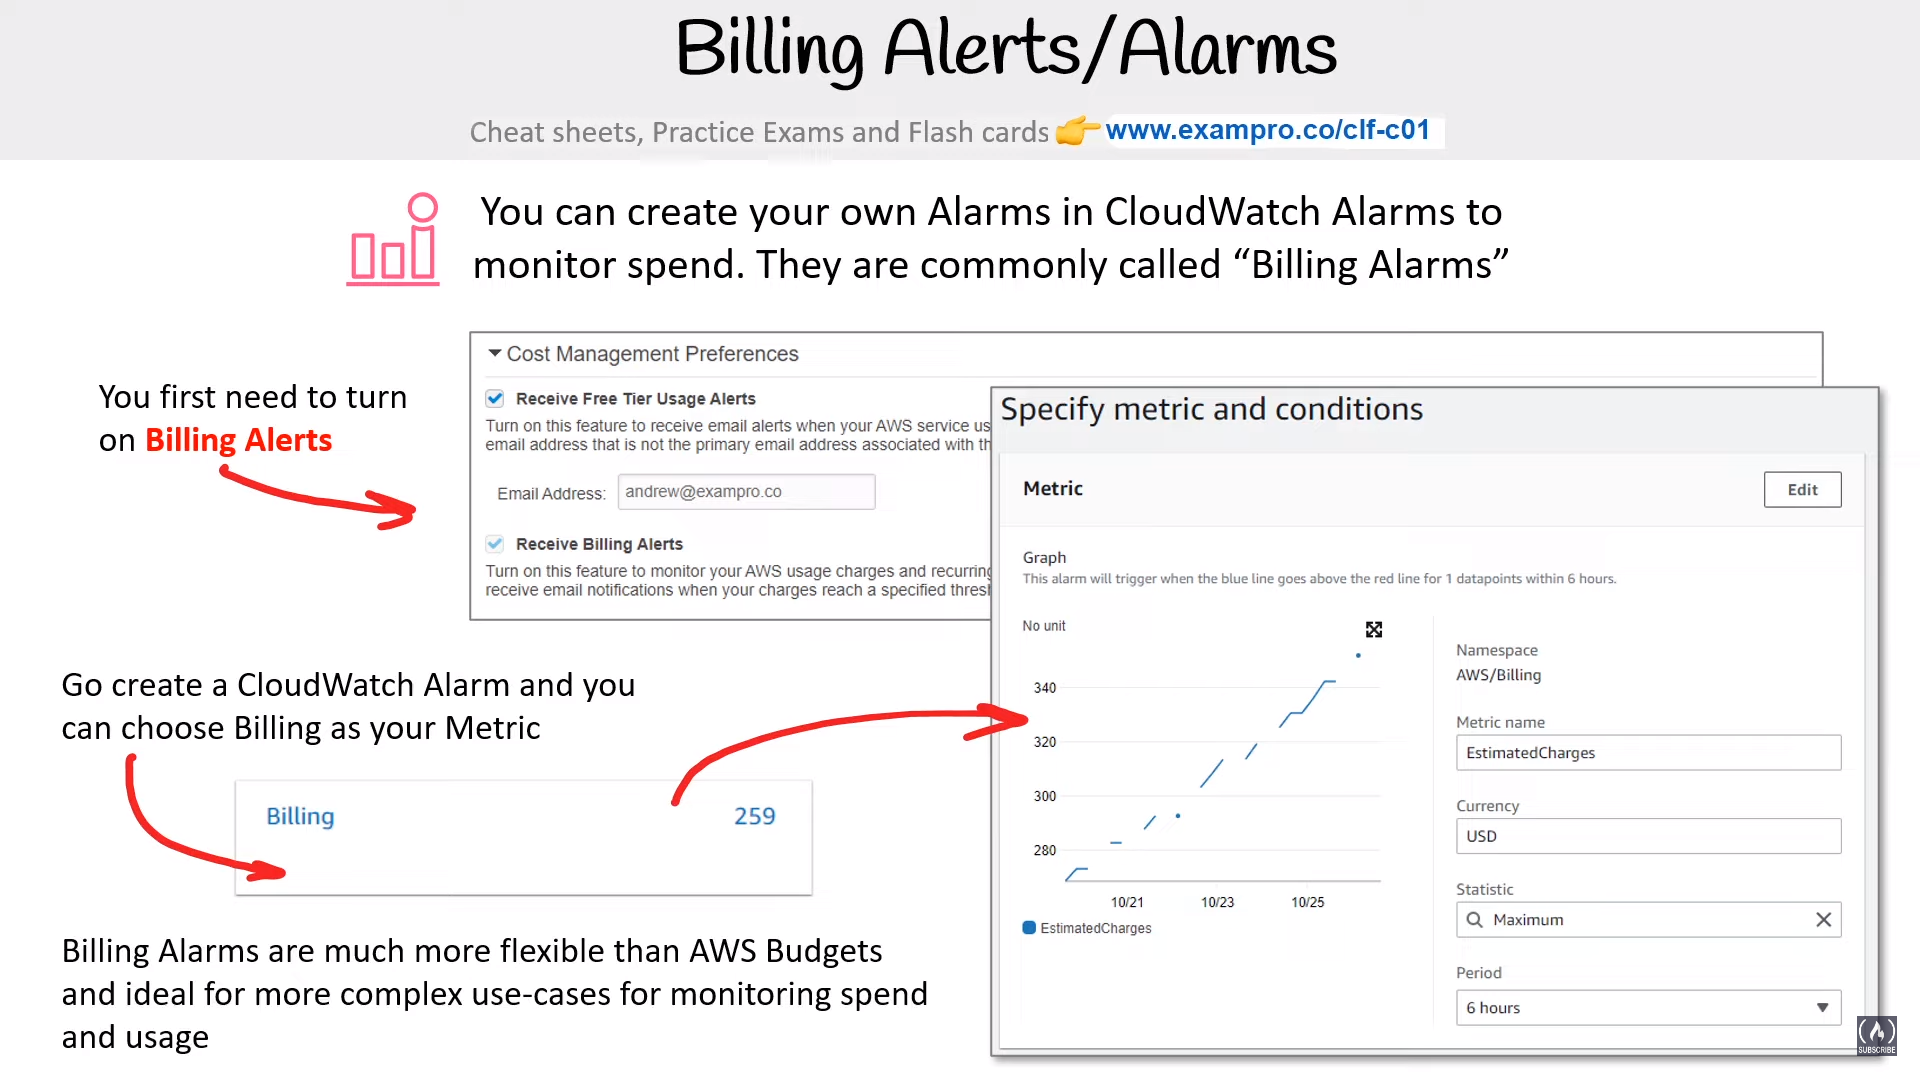 Billing Alerts/Alarms
Cheat sheets, Practice Exams and Flash cards 👉 www.exampro.co/clf-c01
You can create your own Alarms in CloudWatch Alarms to
monitor spend. They are commonly called “Billing Alarms”
You first need to turn
on Billing Alerts
Cost Management Preferences
Receive Free Tier Usage Alerts
Turn on this feature to receive email alerts when your AWS service us
email address that is not the primary email address associated with th
Email Address: andrew@exampro.co
Receive Billing Alerts
Turn on this feature to monitor your AWS usage charges and recurring
receive email notifications when your charges reach a specified thresh
Go create a CloudWatch Alarm and you
can choose Billing as your Metric
Billing 259
Billing Alarms are much more flexible than AWS Budgets
and ideal for more complex use-cases for monitoring spend
and usage
Specify metric and conditions
Metric
Edit
Graph
This alarm will trigger when the blue line goes above the red line for 1 datapoints within 6 hours.
No unit
340
320
300
280
10/21 10/23 10/25
EstimatedCharges
Namespace
AWS/Billing
Metric name
EstimatedCharges
Currency
USD
Statistic
Maximum
Period
6 hours
SUBSCRIBE